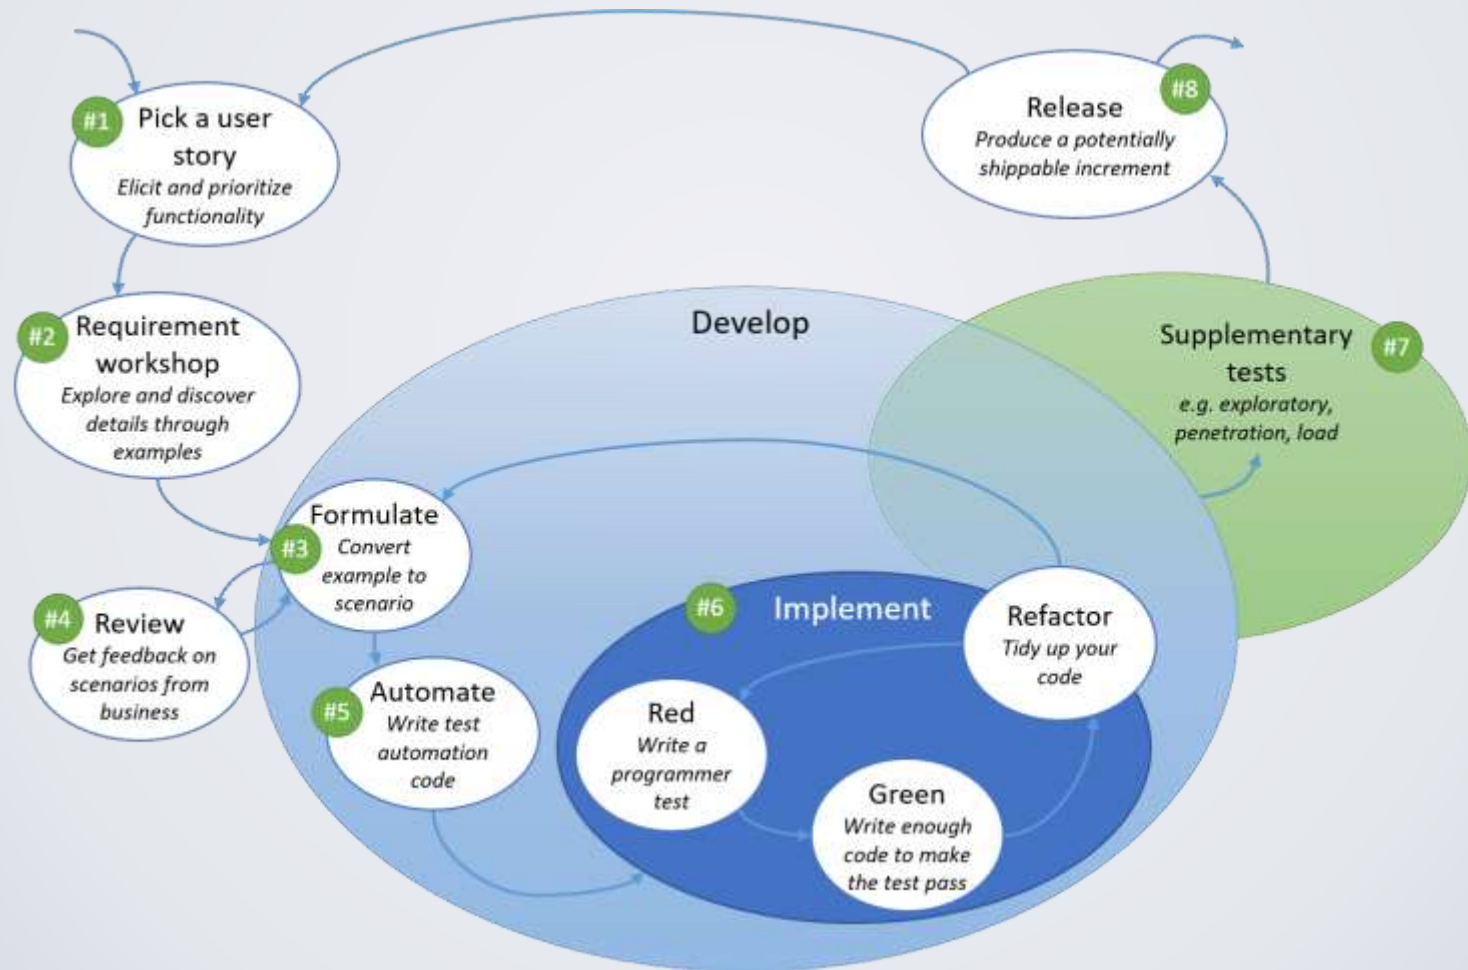 #1
Pick a user
story
Elicit and prioritize
functionality
#2
Requirement
workshop
Explore and discover
details through
examples
#3
Formulate
Convert
example to
scenario
#4
Review
Get feedback on
scenarios from
business
#5
Automate
Write test
automation
code
Develop
#6
Implement
Red
Write a
programmer
test
Green
Write enough
code to make
the test pass
Refactor
Tidy up your
code
#7
Supplementary
tests
e.g. exploratory,
penetration, load
#8
Release
Produce a potentially
shippable increment